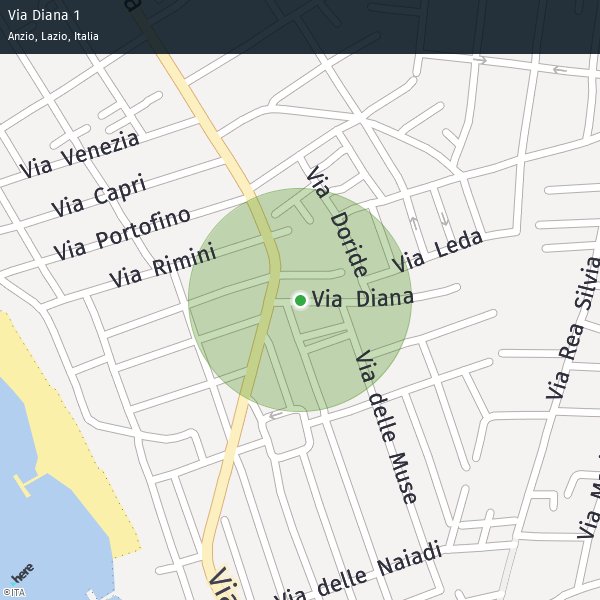 Via Diana 1
Anzio, Lazio, Italia
Via Venezia
Via Capri
Via Portofino
Via Rimini
Via Doride
Via Leda
Via Diana
Via Rea Silvia
Via delle Muse
Via delle Naiadi
Via
Via
here
©ITA